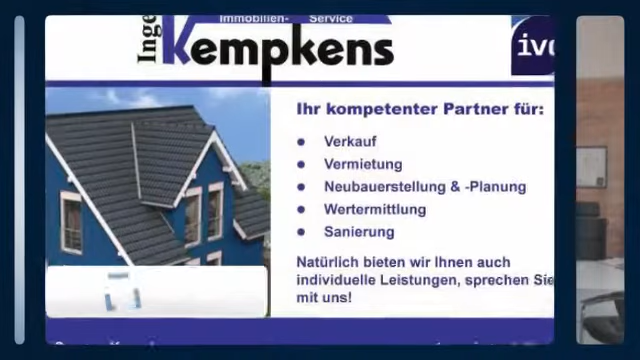 Immobilien- Service
Inge
Kempkens
ivd
Ihr kompetenter Partner für:
• Verkauf
• Vermietung
• Neubauerstellung & -Planung
• Wertermittlung
• Sanierung
Natürlich bieten wir Ihnen auch
individuelle Leistungen, sprechen Sie
mit uns!